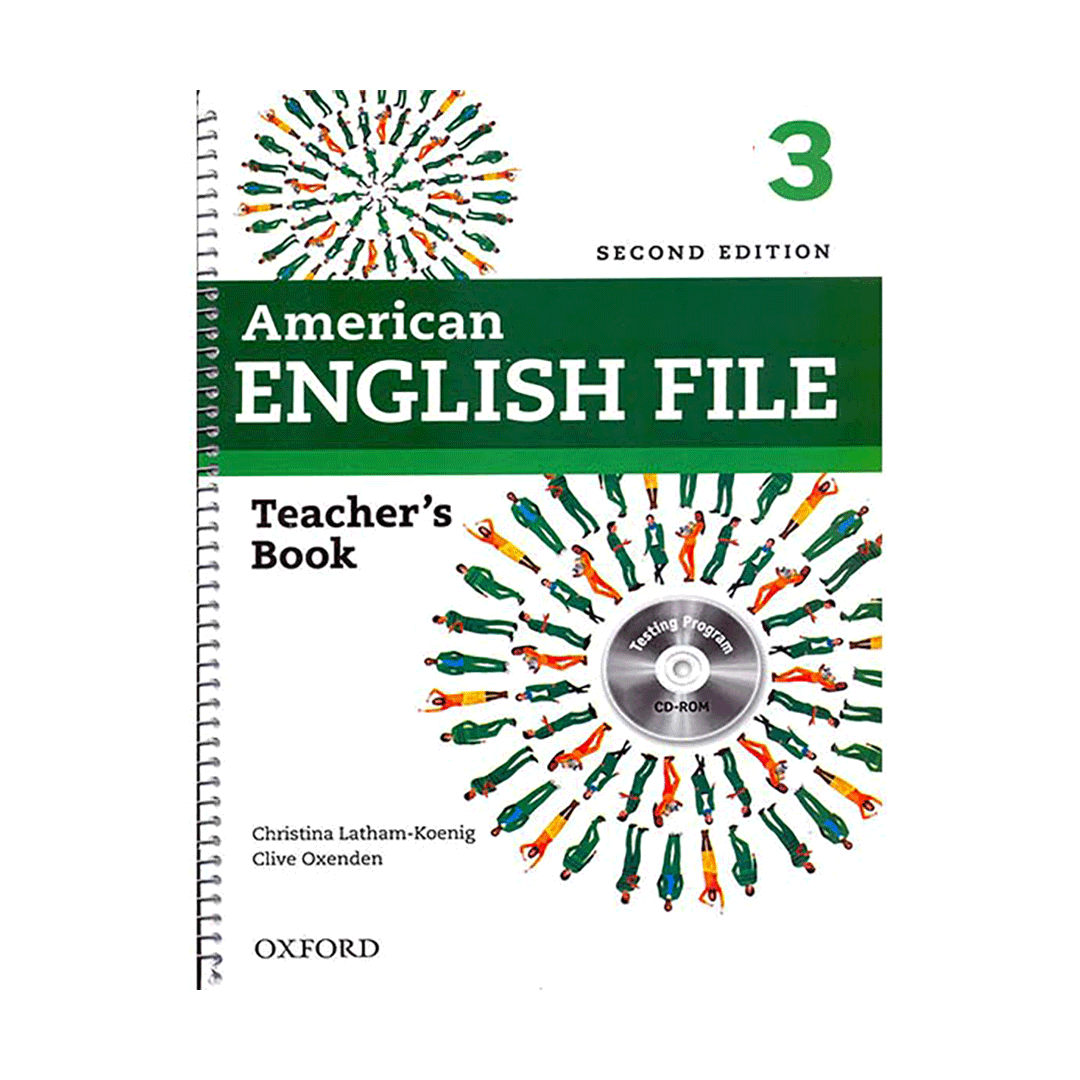 3
SECOND EDITION
American
ENGLISH FILE
Teacher's
Book
Testing Program
CD-ROM
Christina Latham-Koenig
Clive Oxenden
OXFORD